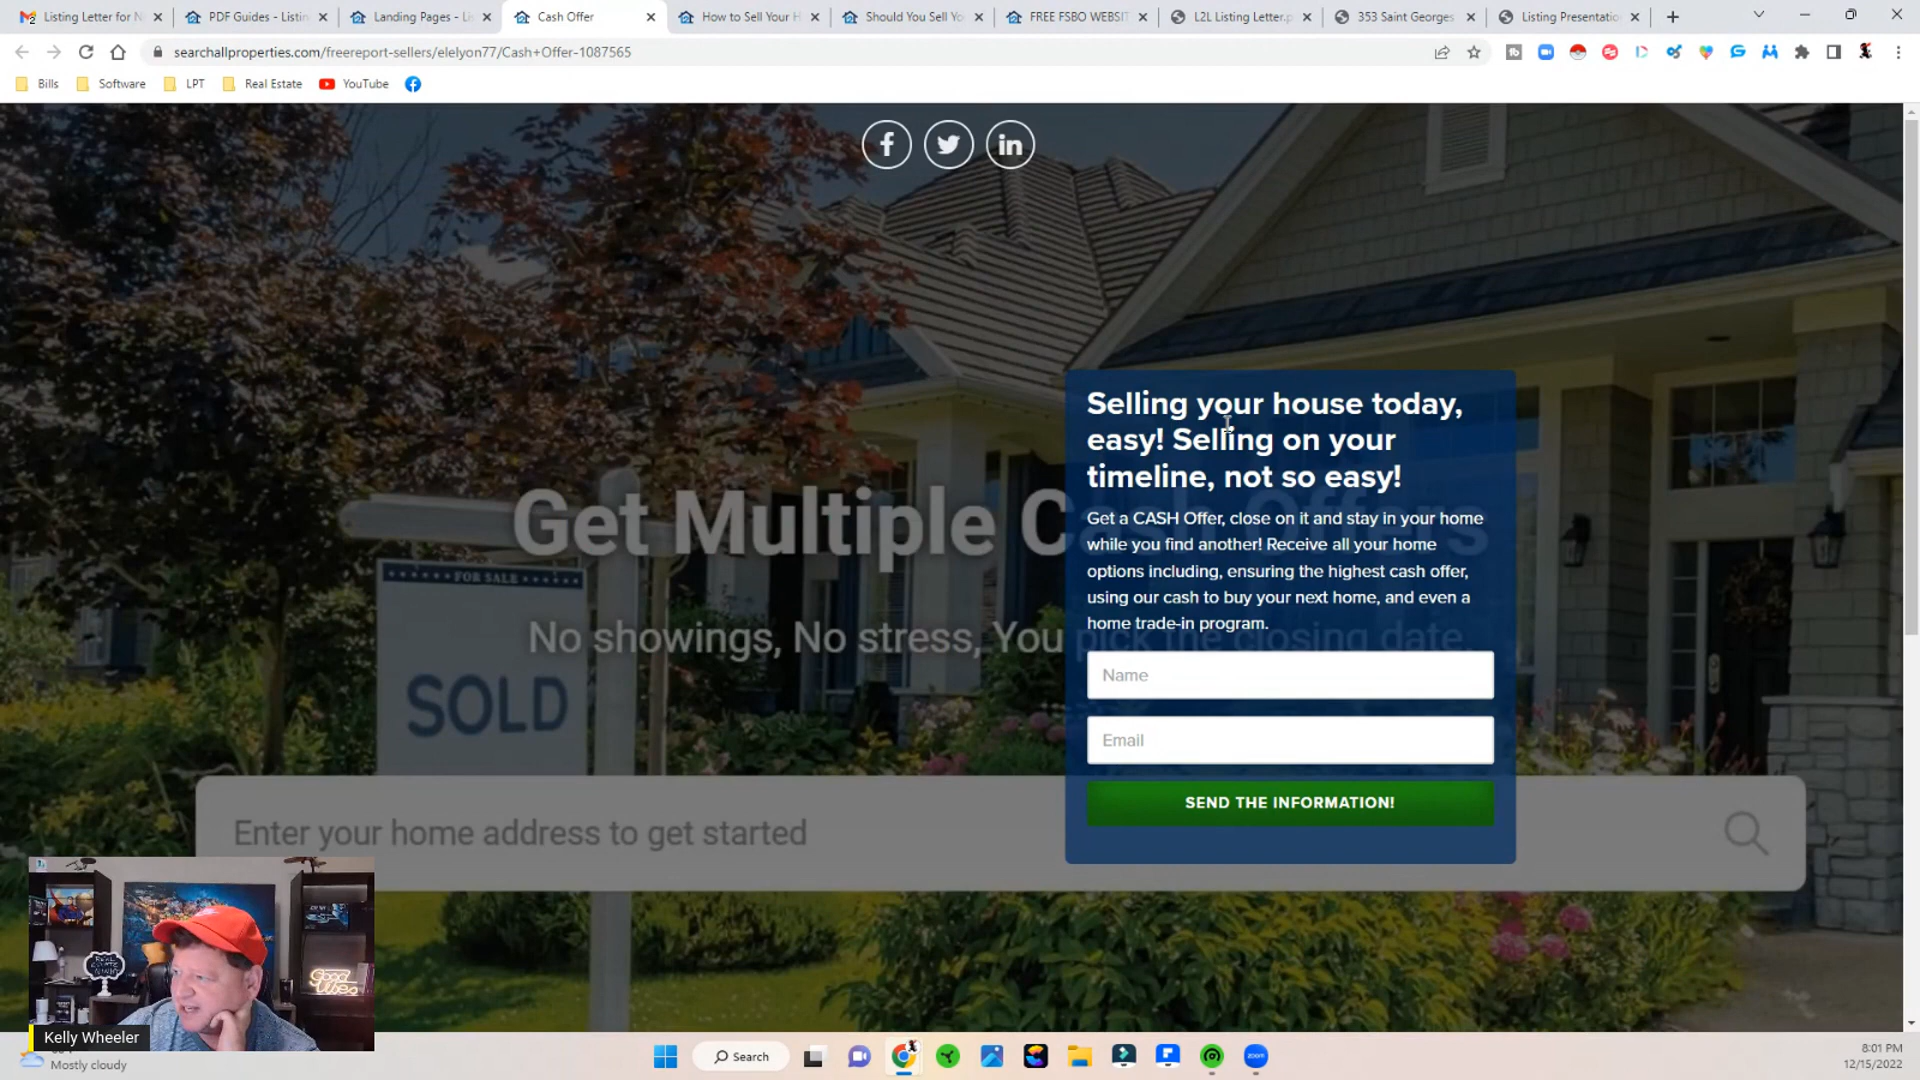 Listing Letter for Ni
PDF Guides - Listin
Landing Pages - Li
Cash Offer
How to Sell Your H
Should You Sell Yo
FREE FSBO WEBSIT
L2L Listing Letter.p
353 Saint Georges
Listing Presentatio
searchallproperties.com/freereport-sellers/elelyon77/Cash+Offer-1087565
Bills
Software
LPT
Real Estate
YouTube
Selling your house today,
easy! Selling on your
timeline, not so easy!
Get a CASH Offer, close on it and stay in your home
while you find another! Receive all your home
options including, ensuring the highest cash offer,
using our cash to buy your next home, and even a
home trade-in program.
Name
Email
SEND THE INFORMATION!
Get Multiple C
No showings, No stress, You pick the closing date.
FOR SALE
SOLD
Enter your home address to get started
Kelly Wheeler
Mostly cloudy
Search
zoom
8:01 PM
12/15/2022